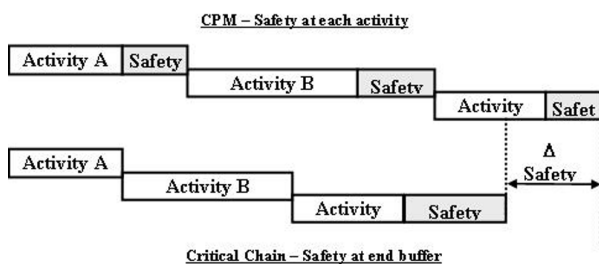 CPM – Safety at each activity
Activity A Safety
Activity B Safety
Activity Safet
Δ
Safety
Activity A
Activity B
Activity Safety
Critical Chain – Safety at end buffer